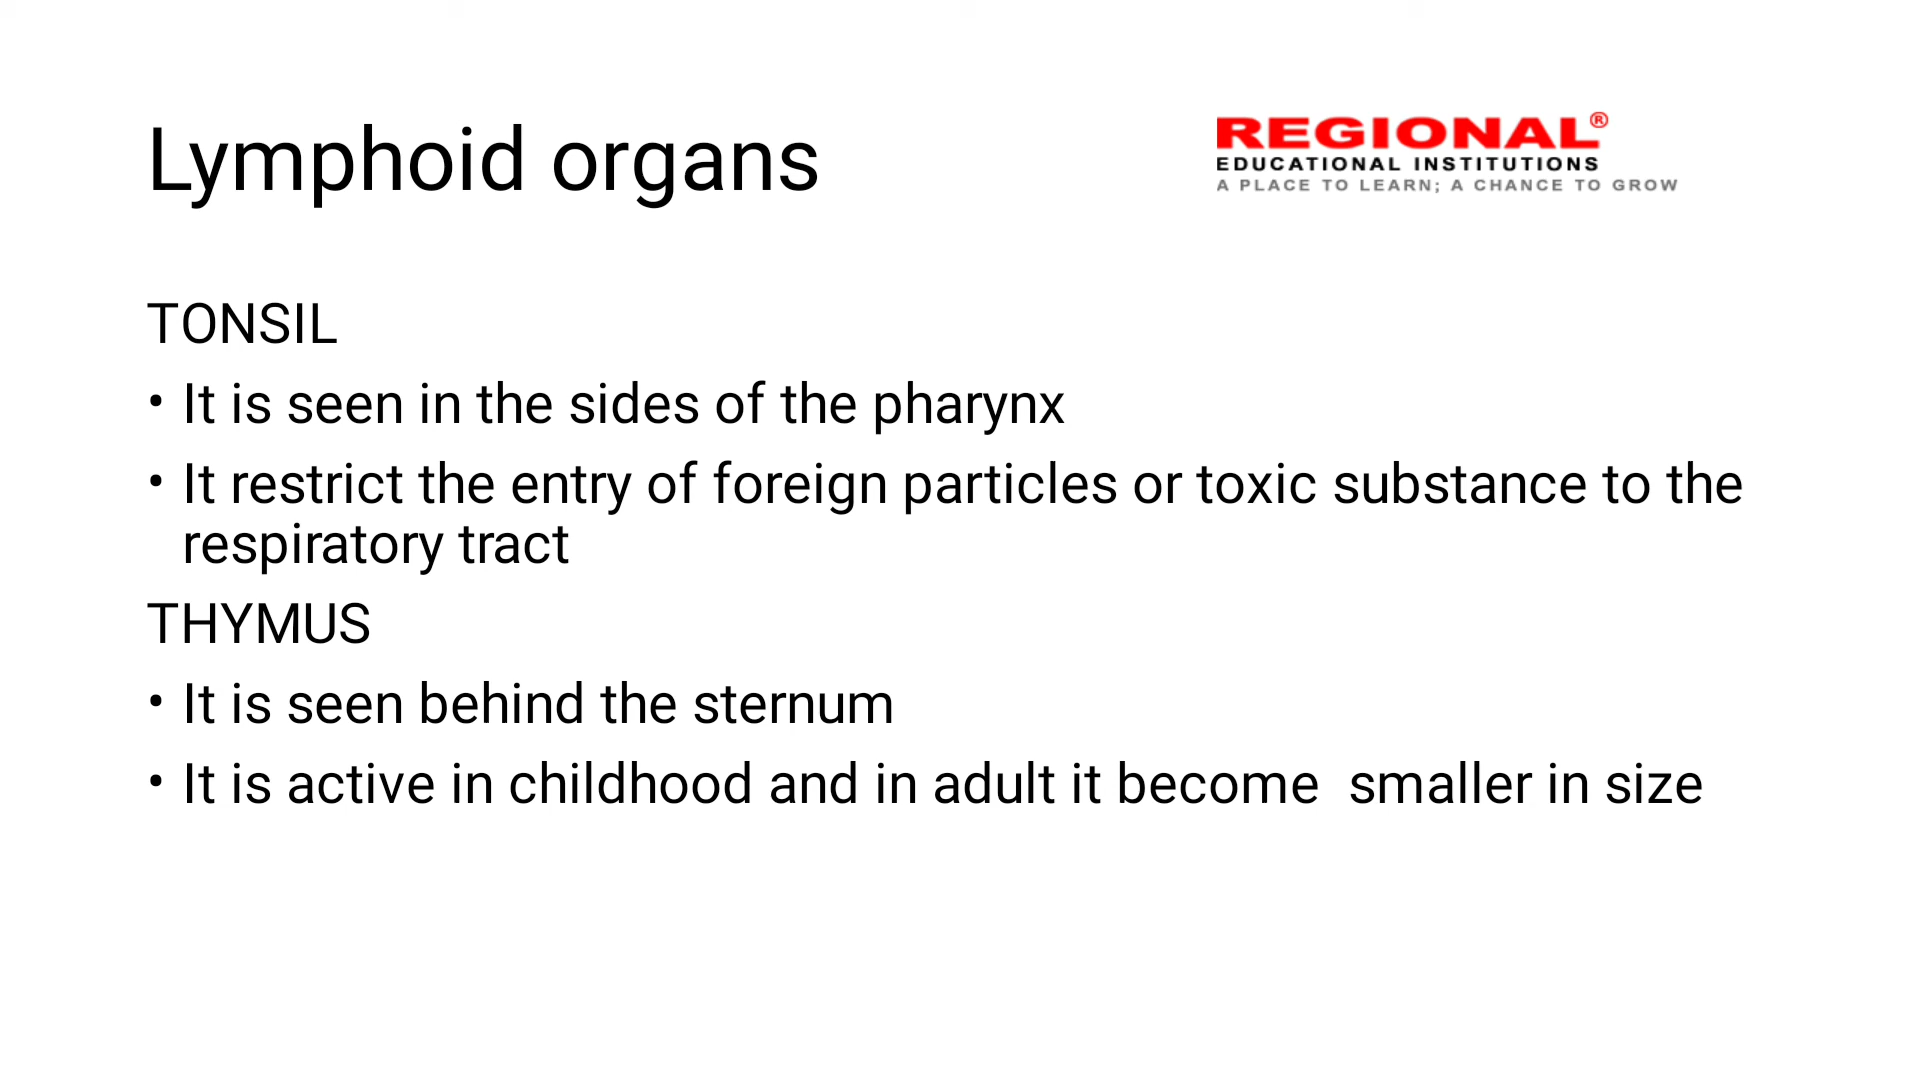 Lymphoid organs
REGIONAL®
EDUCATIONAL INSTITUTIONS
A PLACE TO LEARN; A CHANCE TO GROW
TONSIL
• It is seen in the sides of the pharynx
• It restrict the entry of foreign particles or toxic substance to the
respiratory tract
THYMUS
• It is seen behind the sternum
• It is active in childhood and in adult it become  smaller in size